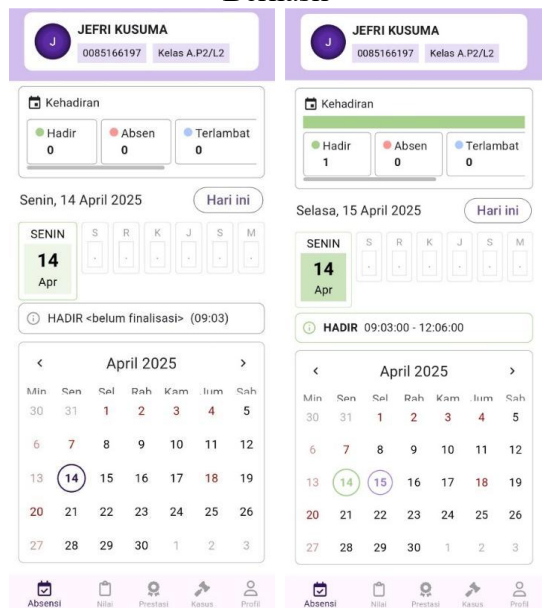 JEFRI KUSUMA
J
0085166197 Kelas A.P2/L2
Kehadiran
Hadir Absen Terlambat
0 0 0
Senin, 14 April 2025 Hari ini
SENIN S R K J S M
14
Apr
HADIR <belum finalisasi> (09:03)
< April 2025 >
Min Sen Sel Rab Kam Jum Sab
30 31 1 2 3 4 5
6 7 8 9 10 11 12
13 14 15 16 17 18 19
20 21 22 23 24 25 26
27 28 29 30 1 2 3
Absensi Nilai Prestasi Kasus Profil
JEFRI KUSUMA
J
0085166197 Kelas A.P2/L2
Kehadiran
Hadir Absen Terlambat
1 0 0
Selasa, 15 April 2025 Hari ini
SENIN S R K J S M
14
Apr
HADIR 09:03:00 - 12:06:00
< April 2025 >
Min Sen Sel Rab Kam Jum Sab
30 31 1 2 3 4 5
6 7 8 9 10 11 12
13 14 15 16 17 18 19
20 21 22 23 24 25 26
27 28 29 30 1 2 3
Absensi Nilai Prestasi Kasus Profil